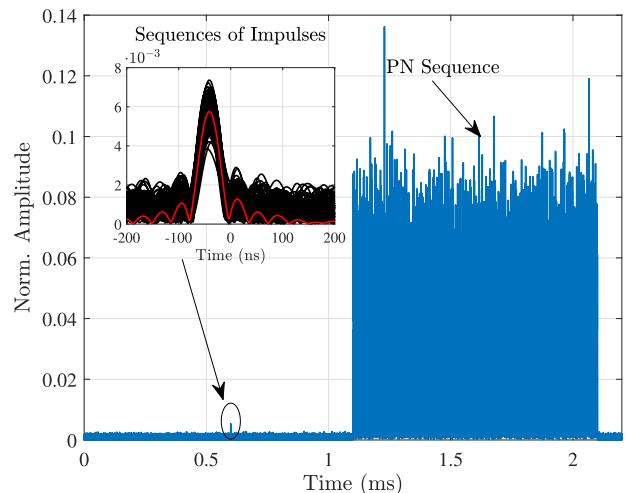 Sequences of Impulses
·10⁻³
8
6
4
2
0
-200 -100 0 100 200
Time (ns)
PN Sequence
0.14
0.12
0.1
0.08
0.06
0.04
0.02
0
Norm. Amplitude
0 0.5 1 1.5 2
Time (ms)